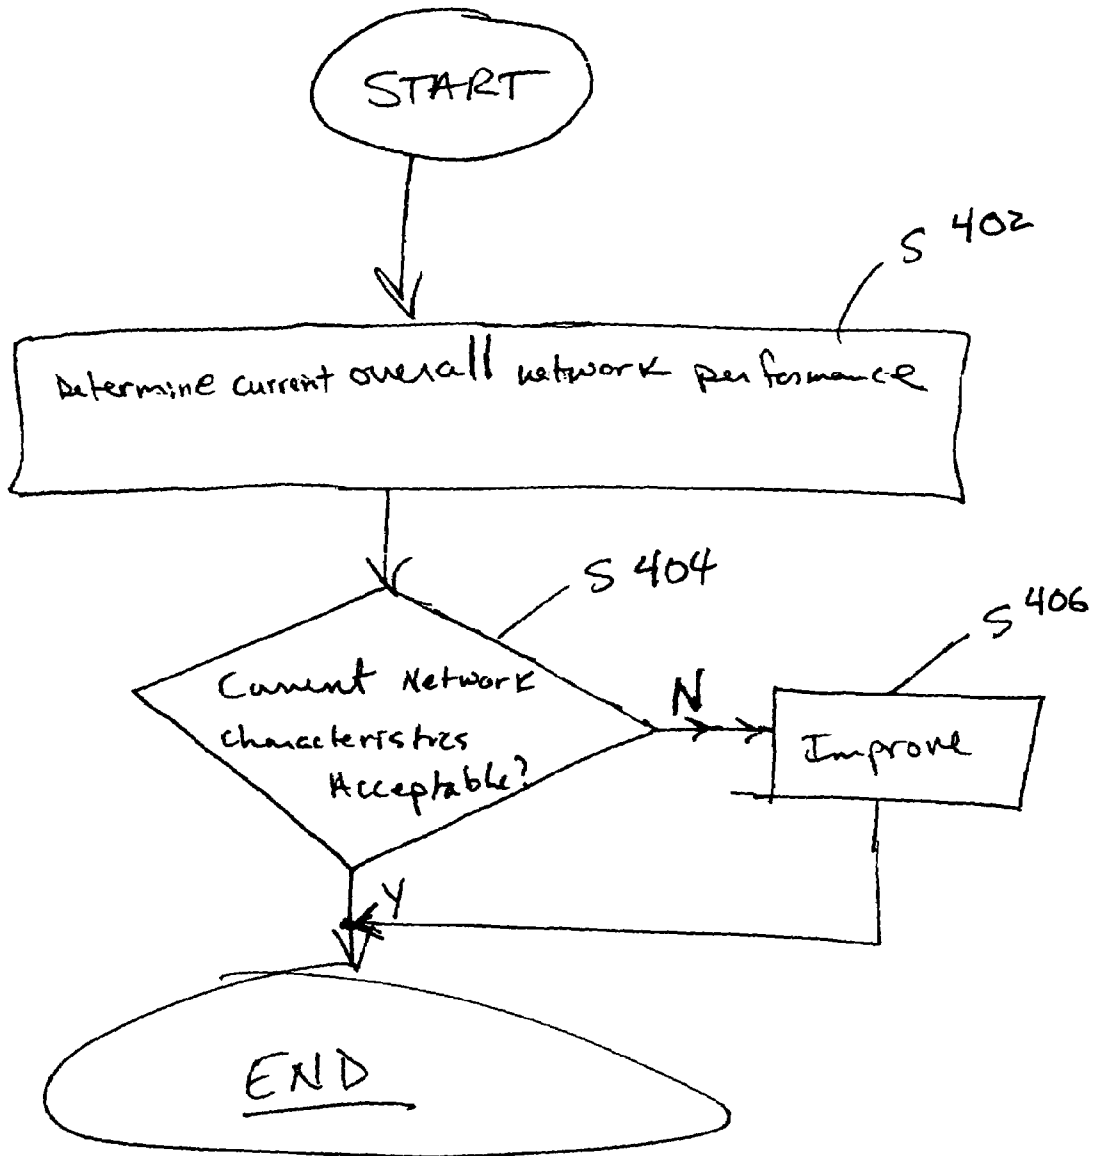 START
S 402
Determine current overall network performance
S 404
S 406
Current Network
characteristics
Acceptable?
N
Improve
Y
END